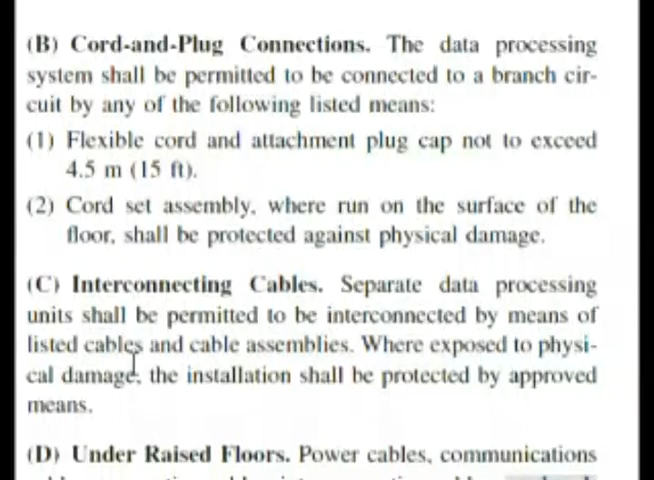 (B) Cord-and-Plug Connections. The data processing
system shall be permitted to be connected to a branch cir-
cuit by any of the following listed means:
(1) Flexible cord and attachment plug cap not to exceed
4.5 m (15 ft).
(2) Cord set assembly, where run on the surface of the
floor, shall be protected against physical damage.
(C) Interconnecting Cables. Separate data processing
units shall be permitted to be interconnected by means of
listed cables and cable assemblies. Where exposed to physi-
cal damage, the installation shall be protected by approved
means.
(D) Under Raised Floors. Power cables, communications